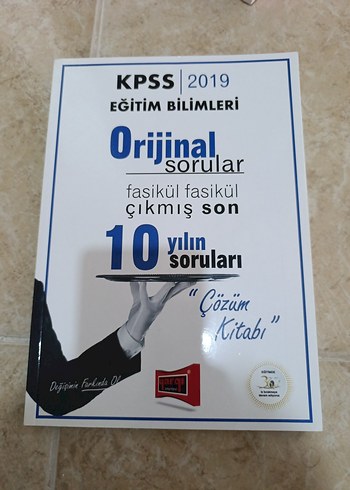 KPSS | 2019
EĞİTİM BİLİMLERİ
Orijinal
sorular
fasikül fasikül
çıkmış son
10 yılın
soruları
"Çözüm
Kitabı"
Değişimin Farkında Ol